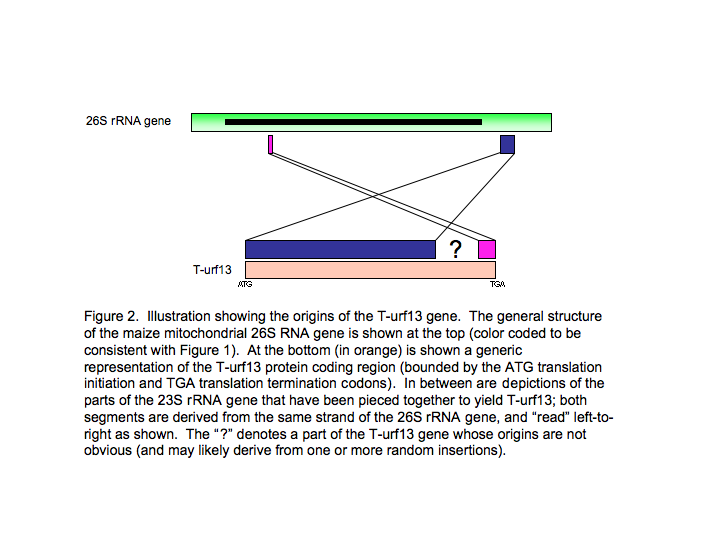 26S rRNA gene
?
T-urf13
ATG
TGA
Figure 2. Illustration showing the origins of the T-urf13 gene. The general structure
of the maize mitochondrial 26S RNA gene is shown at the top (color coded to be
consistent with Figure 1). At the bottom (in orange) is shown a generic
representation of the T-urf13 protein coding region (bounded by the ATG translation
initiation and TGA translation termination codons). In between are depictions of the
parts of the 23S rRNA gene that have been pieced together to yield T-urf13; both
segments are derived from the same strand of the 26S rRNA gene, and “read” left-to-
right as shown. The “?” denotes a part of the T-urf13 gene whose origins are not
obvious (and may likely derive from one or more random insertions).